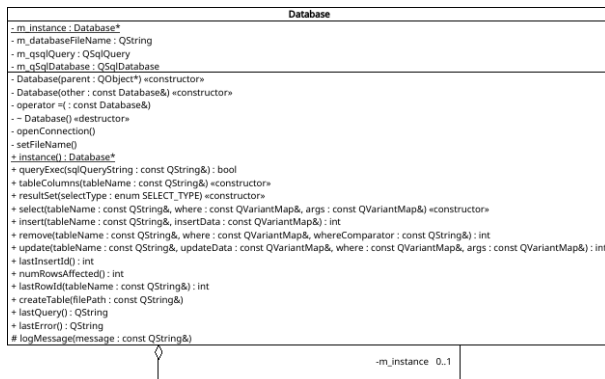 Database
- m_instance : Database*
- m_databaseFileName : QString
- m_qsqlQuery : QSqlQuery
- m_qSqlDatabase : QSqlDatabase
- Database(parent : QObject*) «constructor»
- Database(other : const Database&) «constructor»
- operator =( : const Database&)
- ~ Database() «destructor»
- openConnection()
- setFileName()
+ instance() : Database*
+ queryExec(sqlQueryString : const QString&) : bool
+ tableColumns(tableName : const QString&) «constructor»
+ resultSet(selectType : enum SELECT_TYPE) «constructor»
+ select(tableName : const QString&, where : const QVariantMap&, args : const QVariantMap&) «constructor»
+ insert(tableName : const QString&, insertData : const QVariantMap&) : int
+ remove(tableName : const QString&, where : const QVariantMap&, whereComparator : const QString&) : int
+ update(tableName : const QString&, updateData : const QVariantMap&, where : const QVariantMap&, args : const QVariantMap&) : int
+ lastInsertId() : int
+ numRowsAffected() : int
+ lastRowId(tableName : const QString&) : int
+ createTable(filePath : const QString&)
+ lastQuery() : QString
+ lastError() : QString
# logMessage(message : const QString&)
-m_instance 0..1